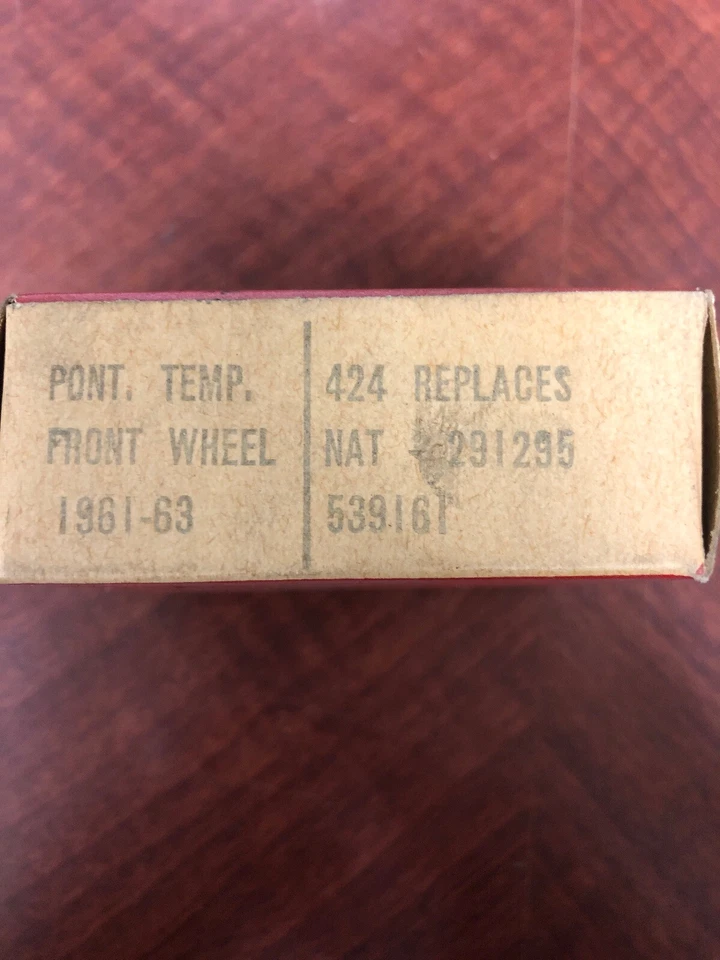 PONT. TEMP.
FRONT WHEEL
1961-63
424 REPLACES
NAT 291295
539161